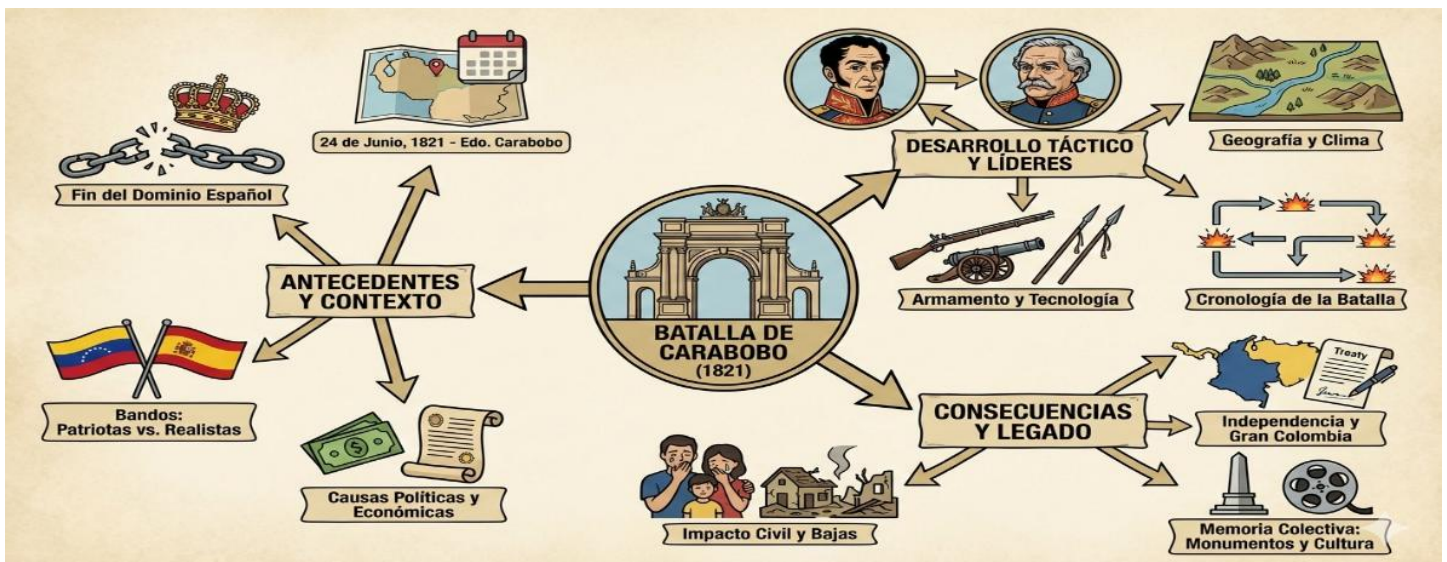 24 de Junio, 1821 - Edo. Carabobo
Fin del Dominio Español
ANTECEDENTES
Y CONTEXTO
Bandos:
Patriotas vs. Realistas
Causas Políticas y
Económicas
BATALLA DE
CARABOBO
(1821)
DESARROLLO TÁCTICO
Y LÍDERES
Geografía y Clima
Armamento y Tecnología
Cronología de la Batalla
CONSECUENCIAS
Y LEGADO
Treaty
Independencia y
Gran Colombia
Impacto Civil y Bajas
Memoria Colectiva:
Monumentos y Cultura